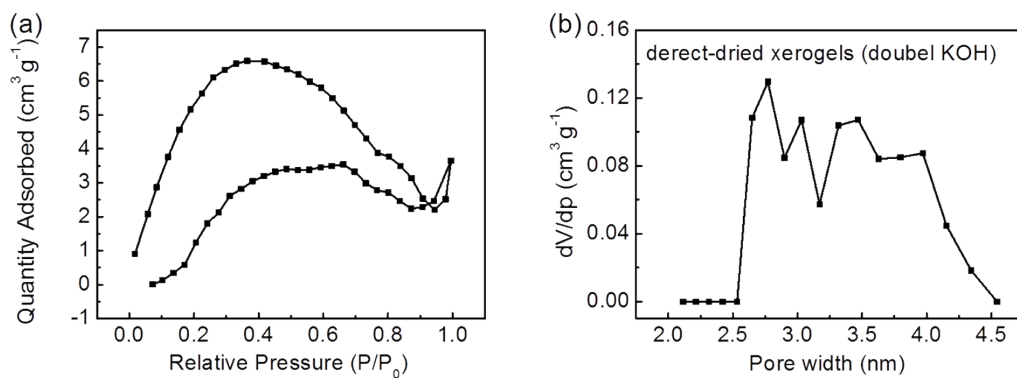 (a)
7
6
5
4
3
2
1
0
-1
Quantity Adsorbed (cm³ g⁻¹)
0.0 0.2 0.4 0.6 0.8 1.0
Relative Pressure (P/P₀)
(b)
derect-dried xerogels (doubel KOH)
0.16
0.12
0.08
0.04
0.00
dV/dp (cm³ g⁻¹)
2.0 2.5 3.0 3.5 4.0 4.5
Pore width (nm)